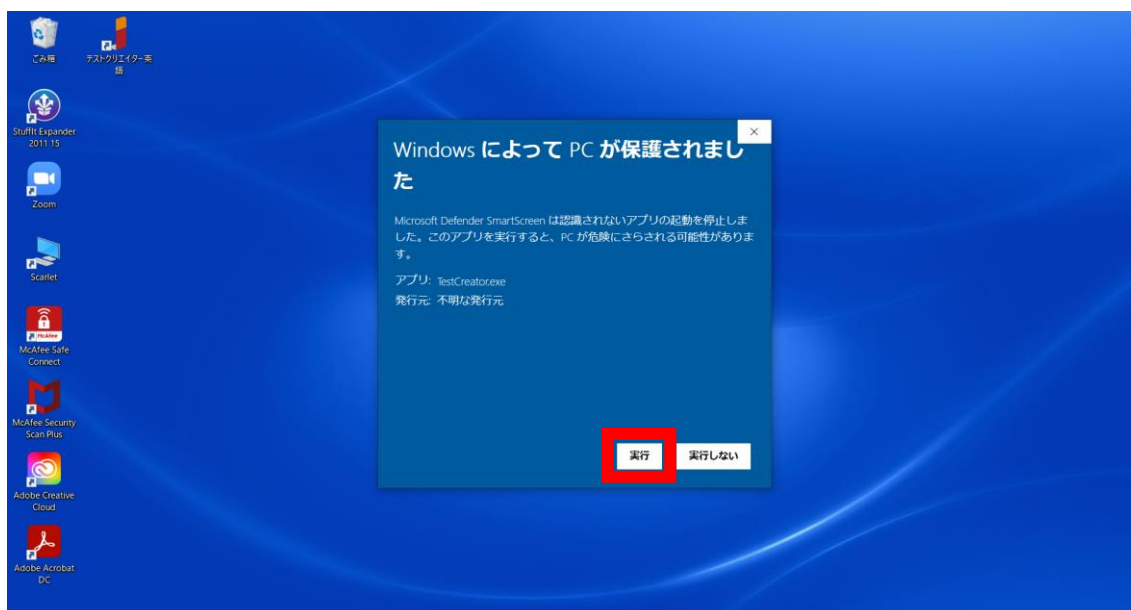 ごみ箱
テストクリエイター英
語
StuffIt Expander
2011 15
Zoom
Scarlet
McAfee
McAfee Safe
Connect
McAfee Security
Scan Plus
Adobe Creative
Cloud
Adobe Acrobat
DC
Windows によって PC が保護されまし
た
Microsoft Defender SmartScreen は認識されないアプリの起動を停止しま
した。このアプリを実行すると、PC が危険にさらされる可能性がありま
す。
アプリ: TestCreator.exe
発行元: 不明な発行元
実行
実行しない